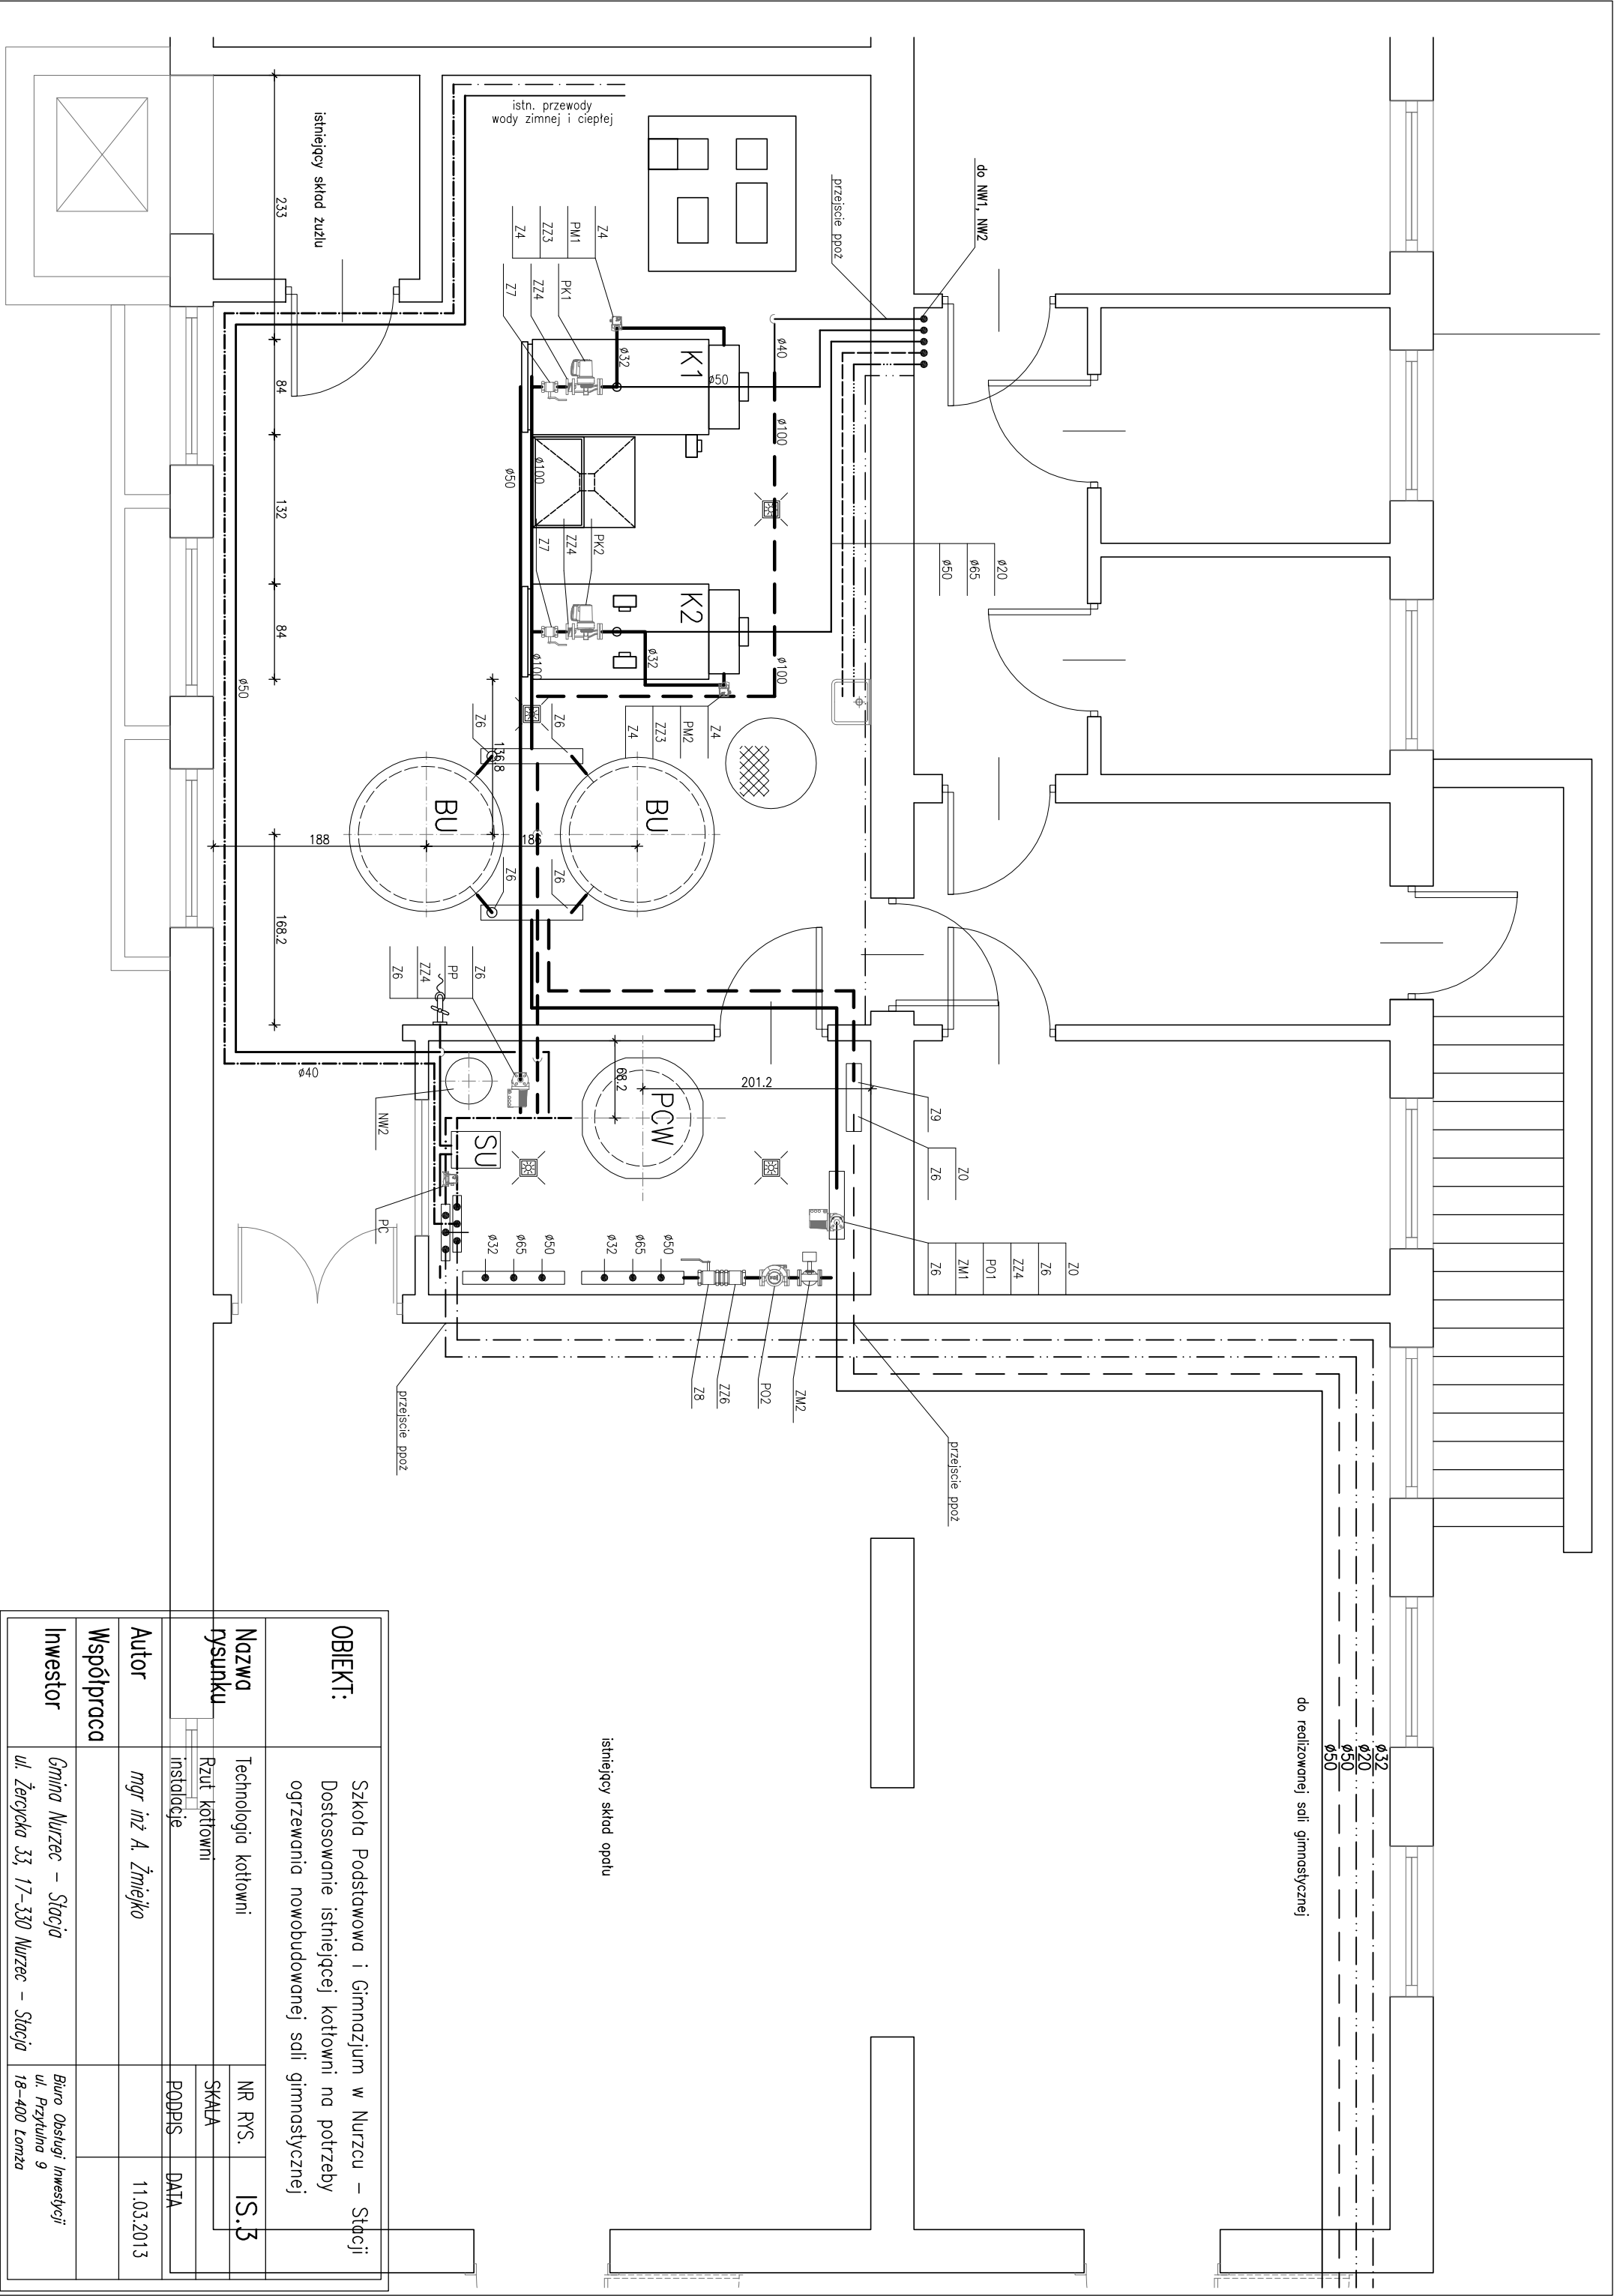 istn. przewody
wody zimnej i ciepłej
istniejący skład żużlu
233
84
132
84
168.2
136.8
188
186
68.2
201.2
do NW1, NW2
przejscie ppoż
Z4
PM1
ZZ3
Z4
PK1
ZZ4
Z7
K1
ø32
ø50
ø40
ø100
ø100
ø50
PK2
ZZ4
Z7
K2
ø32
ø100
ø100
ø20
ø65
ø50
Z4
PM2
ZZ3
Z4
Z6
Z6
BU
BU
Z6
Z6
ø50
ø40
Z6
PP
ZZ4
Z6
NW2
PCW
SU
PC
Z9
Z0
Z6
Z0
Z6
ZZ4
PO1
ZM1
Z6
ø32
ø65
ø50
ø32
ø65
ø50
ZM2
PO2
ZZ6
Z8
przejscie ppoż
przejscie ppoż
do realizowanej sali gimnastycznej
ø32
ø20
ø50
ø50
istniejący skład opału
OBIEKT:
Szkoła Podstawowa i Gimnazjum w Nurzcu – Stacji
Dostosowanie istniejącej kotłowni na potrzeby
ogrzewania nowobudowanej sali gimnastycznej
Nazwa
rysunku
Technologia kotłowni
Rzut kotłowni
instalacje
NR RYS.
IS.3
SKALA
PODPIS
DATA
Autor
mgr inż A. Żmiejko
11.03.2013
Współpraca
Inwestor
Gmina Nurzec – Stacja
ul. Żercycka 33, 17-330 Nurzec – Stacja
Biuro Obsługi Inwestycji
ul. Przytulna 9
18-400 Łomża